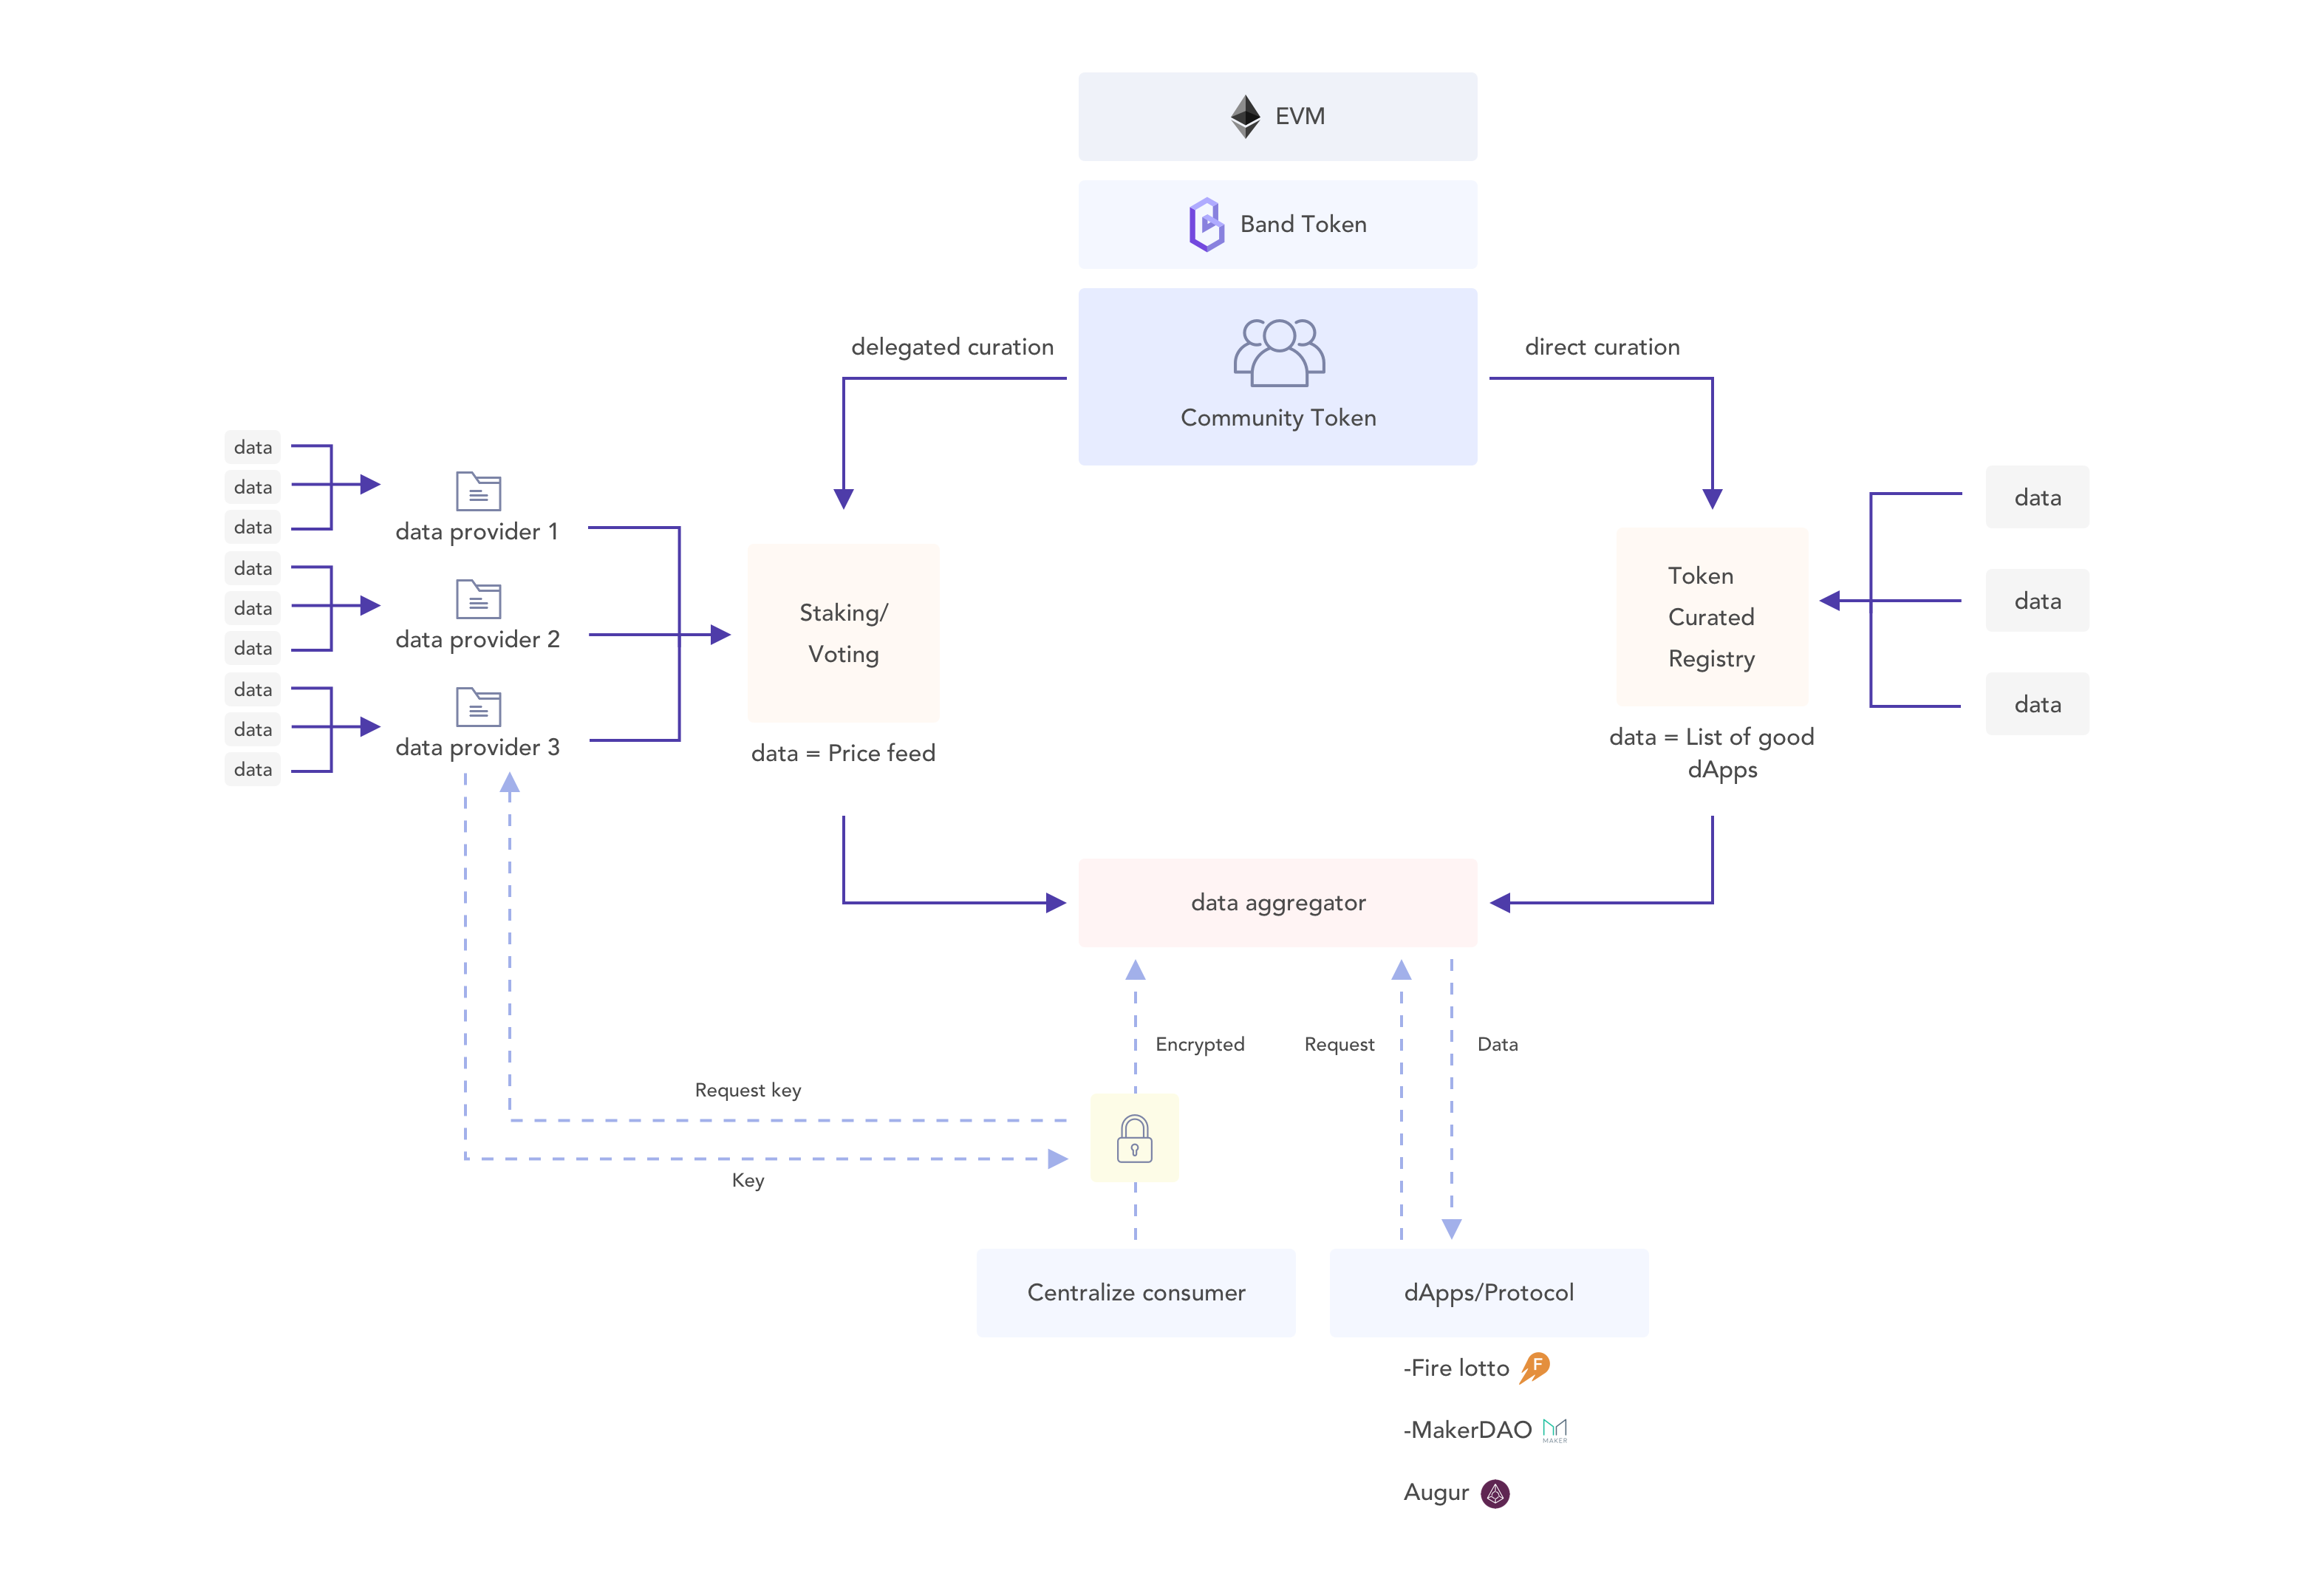 EVM
Band Token
Community Token
delegated curation
direct curation
data
data
data
data
data
data
data
data
data
data provider 1
data provider 2
data provider 3
Staking/
Voting
data = Price feed
Token
Curated
Registry
data = List of good
dApps
data
data
data
data aggregator
Encrypted
Request
Data
Request key
Key
Centralize consumer
dApps/Protocol
-Fire lotto
F
-MakerDAO
MAKER
Augur